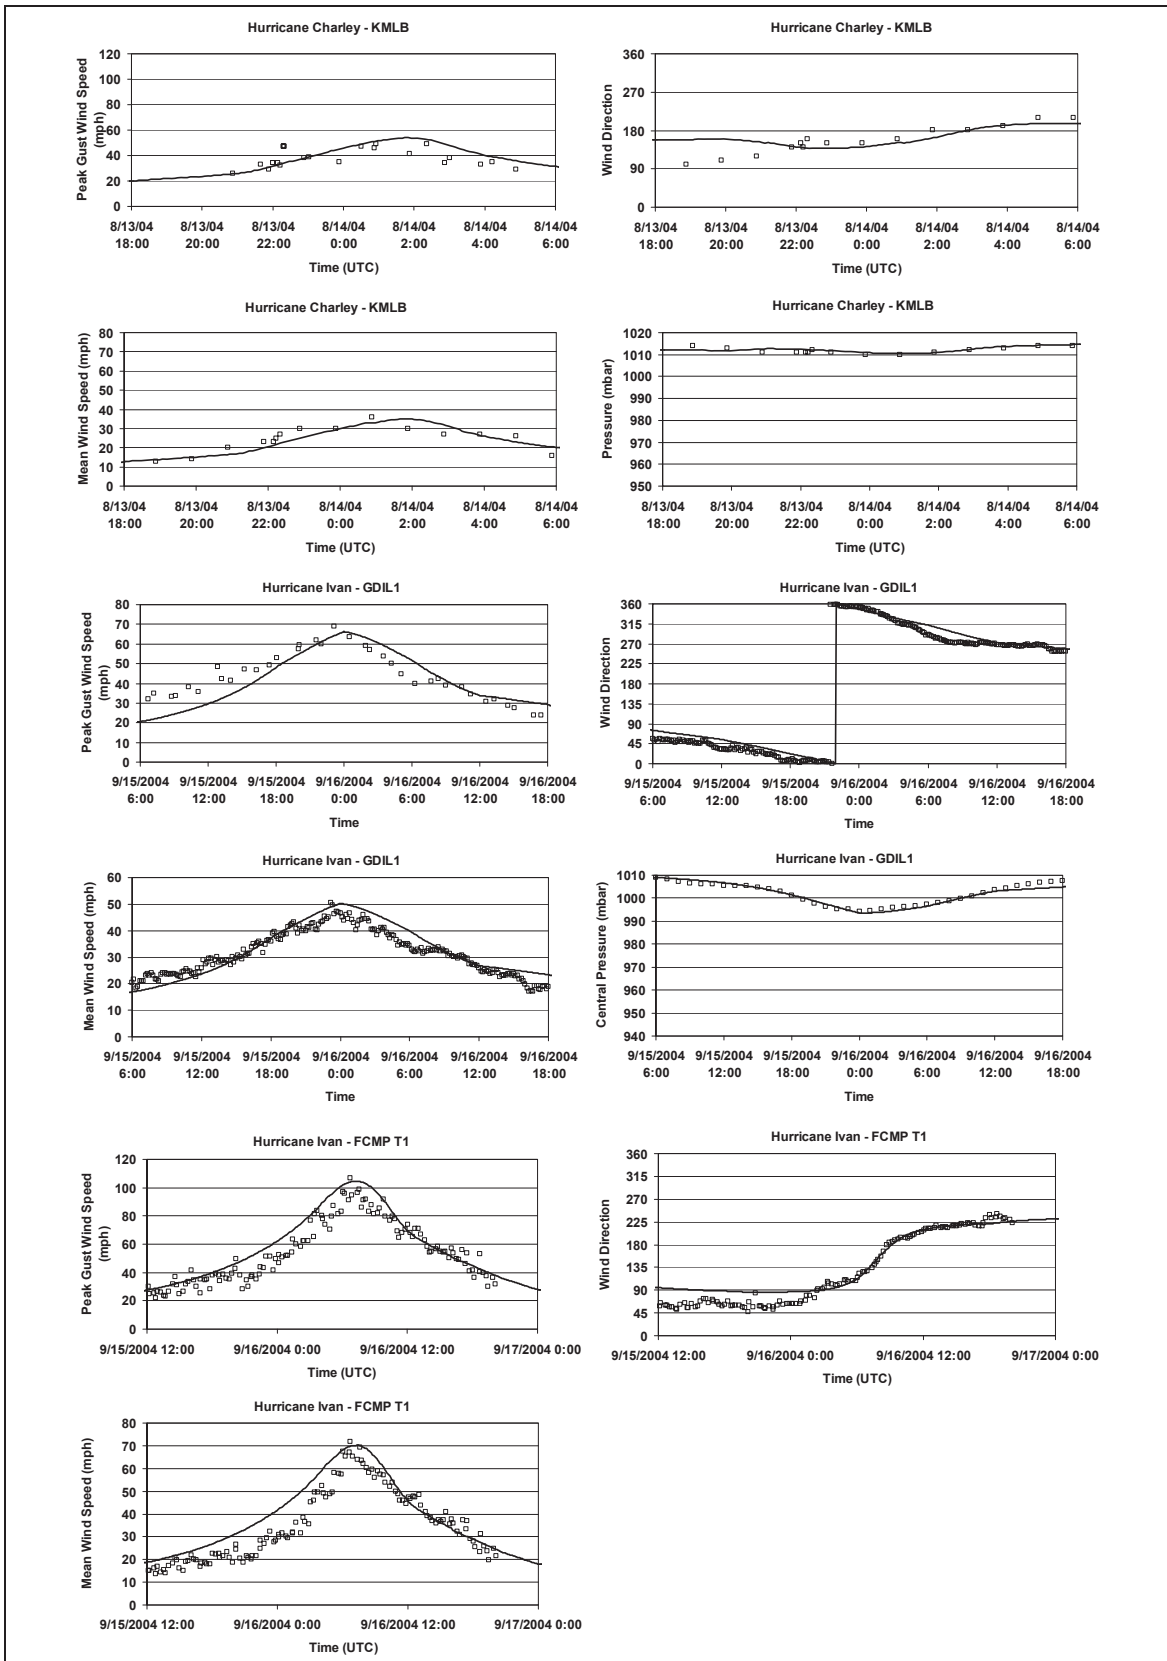 Hurricane Charley - KMLB
Peak Gust Wind Speed
(mph)
120
100
80
60
40
20
0
8/13/04 8/13/04 8/13/04 8/14/04 8/14/04 8/14/04 8/14/04
18:00 20:00 22:00 0:00 2:00 4:00 6:00
Time (UTC)
Hurricane Charley - KMLB
Wind Direction
360
270
180
90
0
8/13/04 8/13/04 8/13/04 8/14/04 8/14/04 8/14/04 8/14/04
18:00 20:00 22:00 0:00 2:00 4:00 6:00
Time (UTC)
Hurricane Charley - KMLB
Mean Wind Speed (mph)
80
70
60
50
40
30
20
10
0
8/13/04 8/13/04 8/13/04 8/14/04 8/14/04 8/14/04 8/14/04
18:00 20:00 22:00 0:00 2:00 4:00 6:00
Time (UTC)
Hurricane Charley - KMLB
Pressure (mbar)
1020
1010
1000
990
980
970
960
950
8/13/04 8/13/04 8/13/04 8/14/04 8/14/04 8/14/04 8/14/04
18:00 20:00 22:00 0:00 2:00 4:00 6:00
Time (UTC)
Hurricane Ivan - GDIL1
Peak Gust Wind Speed
(mph)
80
70
60
50
40
30
20
10
0
9/15/2004 9/15/2004 9/15/2004 9/16/2004 9/16/2004 9/16/2004 9/16/2004
6:00 12:00 18:00 0:00 6:00 12:00 18:00
Time
Hurricane Ivan - GDIL1
Wind Direction
360
315
270
225
180
135
90
45
0
9/15/2004 9/15/2004 9/15/2004 9/16/2004 9/16/2004 9/16/2004 9/16/2004
6:00 12:00 18:00 0:00 6:00 12:00 18:00
Time
Hurricane Ivan - GDIL1
Mean Wind Speed (mph)
60
50
40
30
20
10
0
9/15/2004 9/15/2004 9/15/2004 9/16/2004 9/16/2004 9/16/2004 9/16/2004
6:00 12:00 18:00 0:00 6:00 12:00 18:00
Time
Hurricane Ivan - GDIL1
Central Pressure (mbar)
1010
1000
990
980
970
960
950
940
9/15/2004 9/15/2004 9/15/2004 9/16/2004 9/16/2004 9/16/2004 9/16/2004
6:00 12:00 18:00 0:00 6:00 12:00 18:00
Time
Hurricane Ivan - FCMP T1
Peak Gust Wind Speed
(mph)
120
100
80
60
40
20
0
9/15/2004 12:00 9/16/2004 0:00 9/16/2004 12:00 9/17/2004 0:00
Time (UTC)
Hurricane Ivan - FCMP T1
Wind Direction
360
315
270
225
180
135
90
45
0
9/15/2004 12:00 9/16/2004 0:00 9/16/2004 12:00 9/17/2004 0:00
Time (UTC)
Hurricane Ivan - FCMP T1
Mean Wind Speed (mph)
80
70
60
50
40
30
20
10
0
9/15/2004 12:00 9/16/2004 0:00 9/16/2004 12:00 9/17/2004 0:00
Time (UTC)